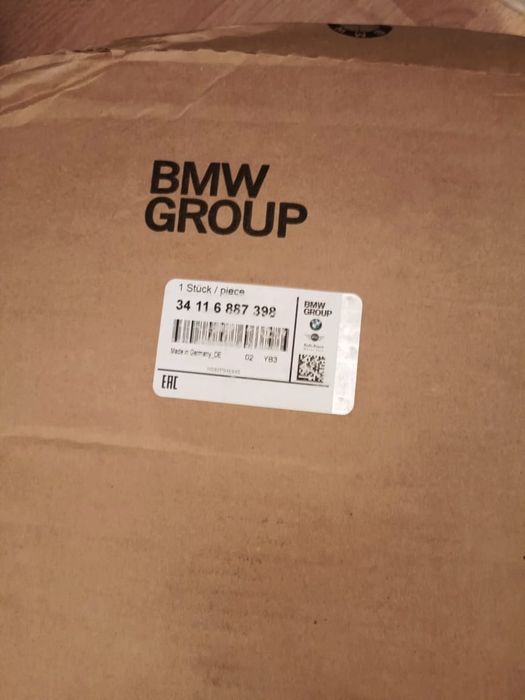 BMW
GROUP
1 Stück / piece
34 11 6 887 398
Made in Germany_DE 02 YB3
EAC
BMW
GROUP